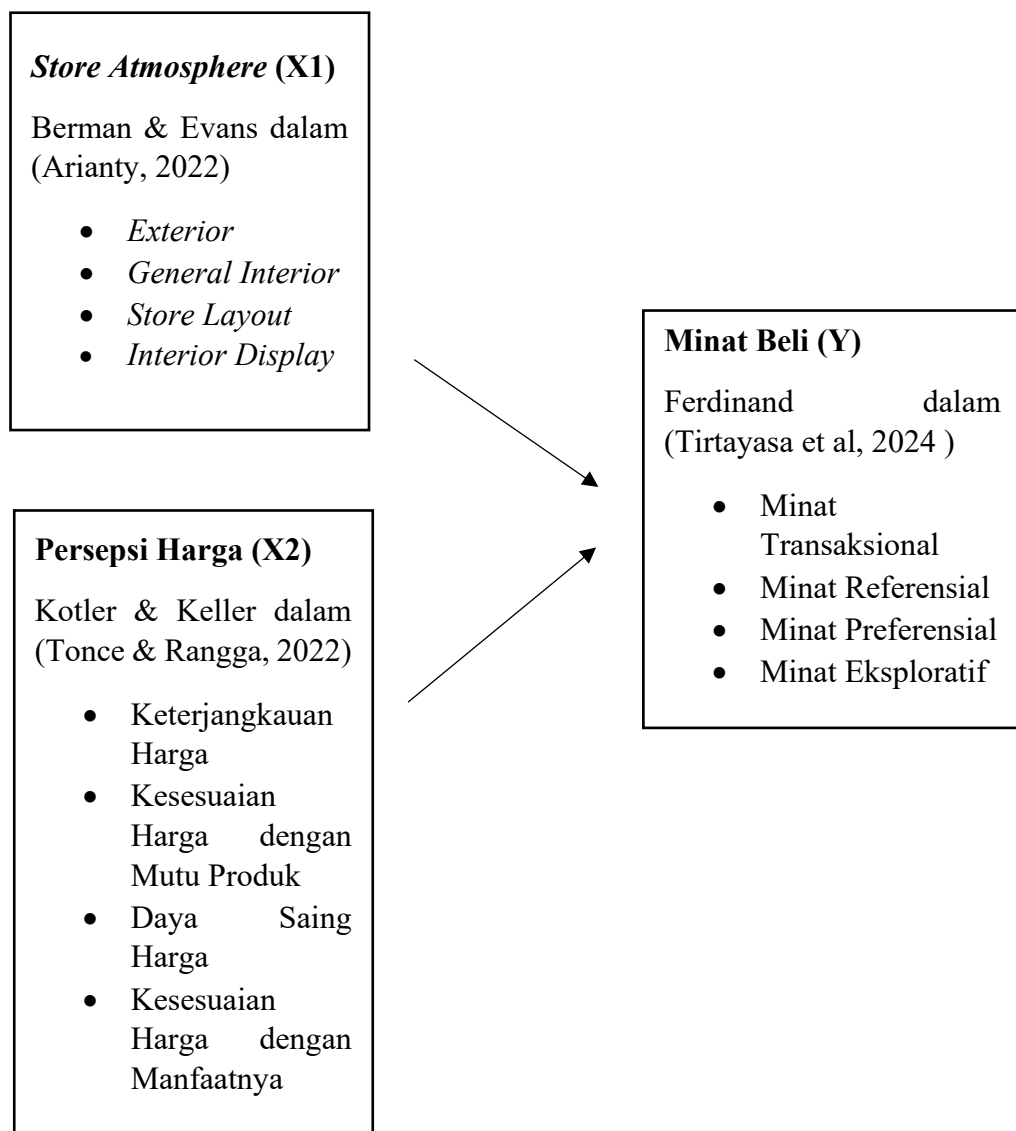 Store Atmosphere (X1)
Berman & Evans dalam
(Arianty, 2022)
• Exterior
• General Interior
• Store Layout
• Interior Display
Persepsi Harga (X2)
Kotler & Keller dalam
(Tonce & Rangga, 2022)
• Keterjangkauan
Harga
• Kesesuaian
Harga dengan
Mutu Produk
• Daya Saing
Harga
• Kesesuaian
Harga dengan
Manfaatnya
Minat Beli (Y)
Ferdinand dalam
(Tirtayasa et al, 2024 )
• Minat
Transaksional
• Minat Referensial
• Minat Preferensial
• Minat Eksploratif